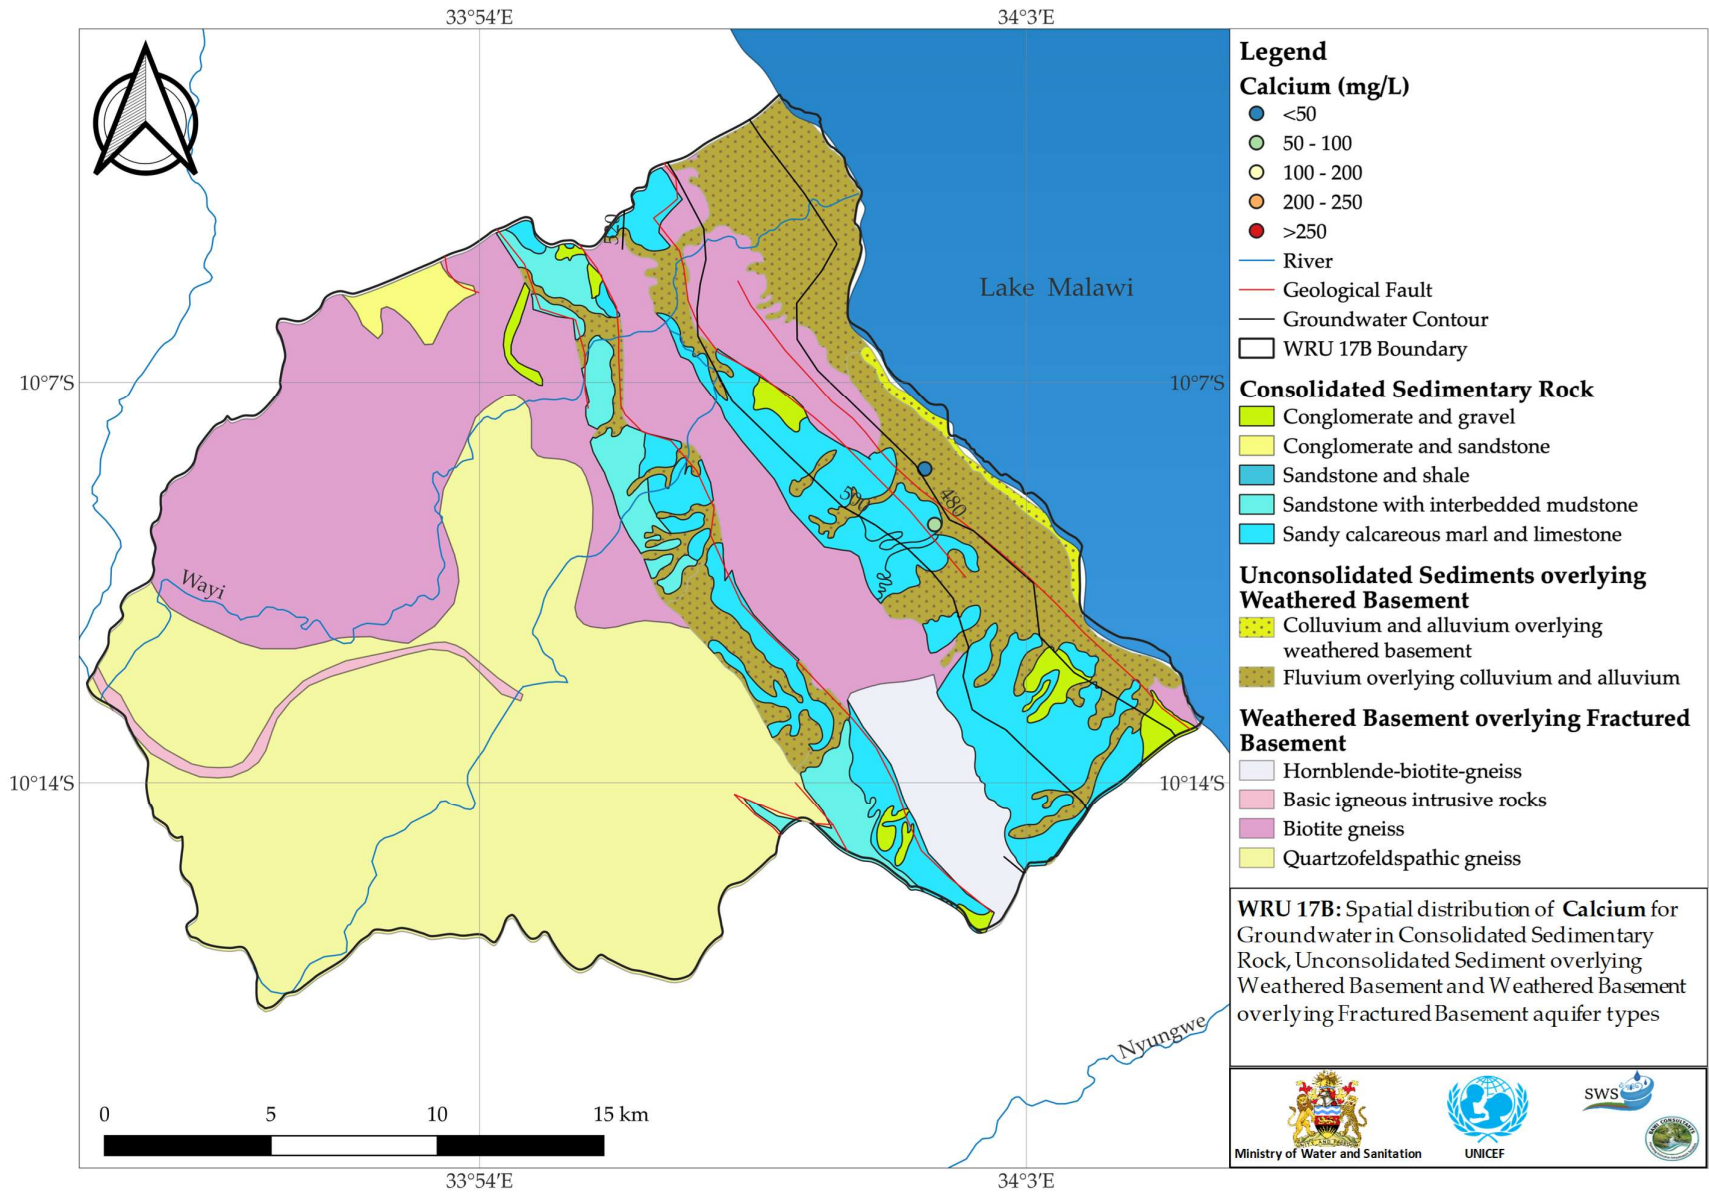 33°54'E
34°3'E
520
Lake Malawi
10°7'S
10°7'S
500
480
Wayi
10°14'S
10°14'S
Nyungwe
0 5 10 15 km
33°54'E
34°3'E
Legend
Calcium (mg/L)
<50
50 - 100
100 - 200
200 - 250
>250
River
Geological Fault
Groundwater Contour
WRU 17B Boundary
Consolidated Sedimentary Rock
Conglomerate and gravel
Conglomerate and sandstone
Sandstone and shale
Sandstone with interbedded mudstone
Sandy calcareous marl and limestone
Unconsolidated Sediments overlying
Weathered Basement
Colluvium and alluvium overlying
weathered basement
Fluvium overlying colluvium and alluvium
Weathered Basement overlying Fractured
Basement
Hornblende-biotite-gneiss
Basic igneous intrusive rocks
Biotite gneiss
Quartzofeldspathic gneiss
WRU 17B: Spatial distribution of Calcium for
Groundwater in Consolidated Sedimentary
Rock, Unconsolidated Sediment overlying
Weathered Basement and Weathered Basement
overlying Fractured Basement aquifer types
Ministry of Water and Sanitation
UNICEF
SWS